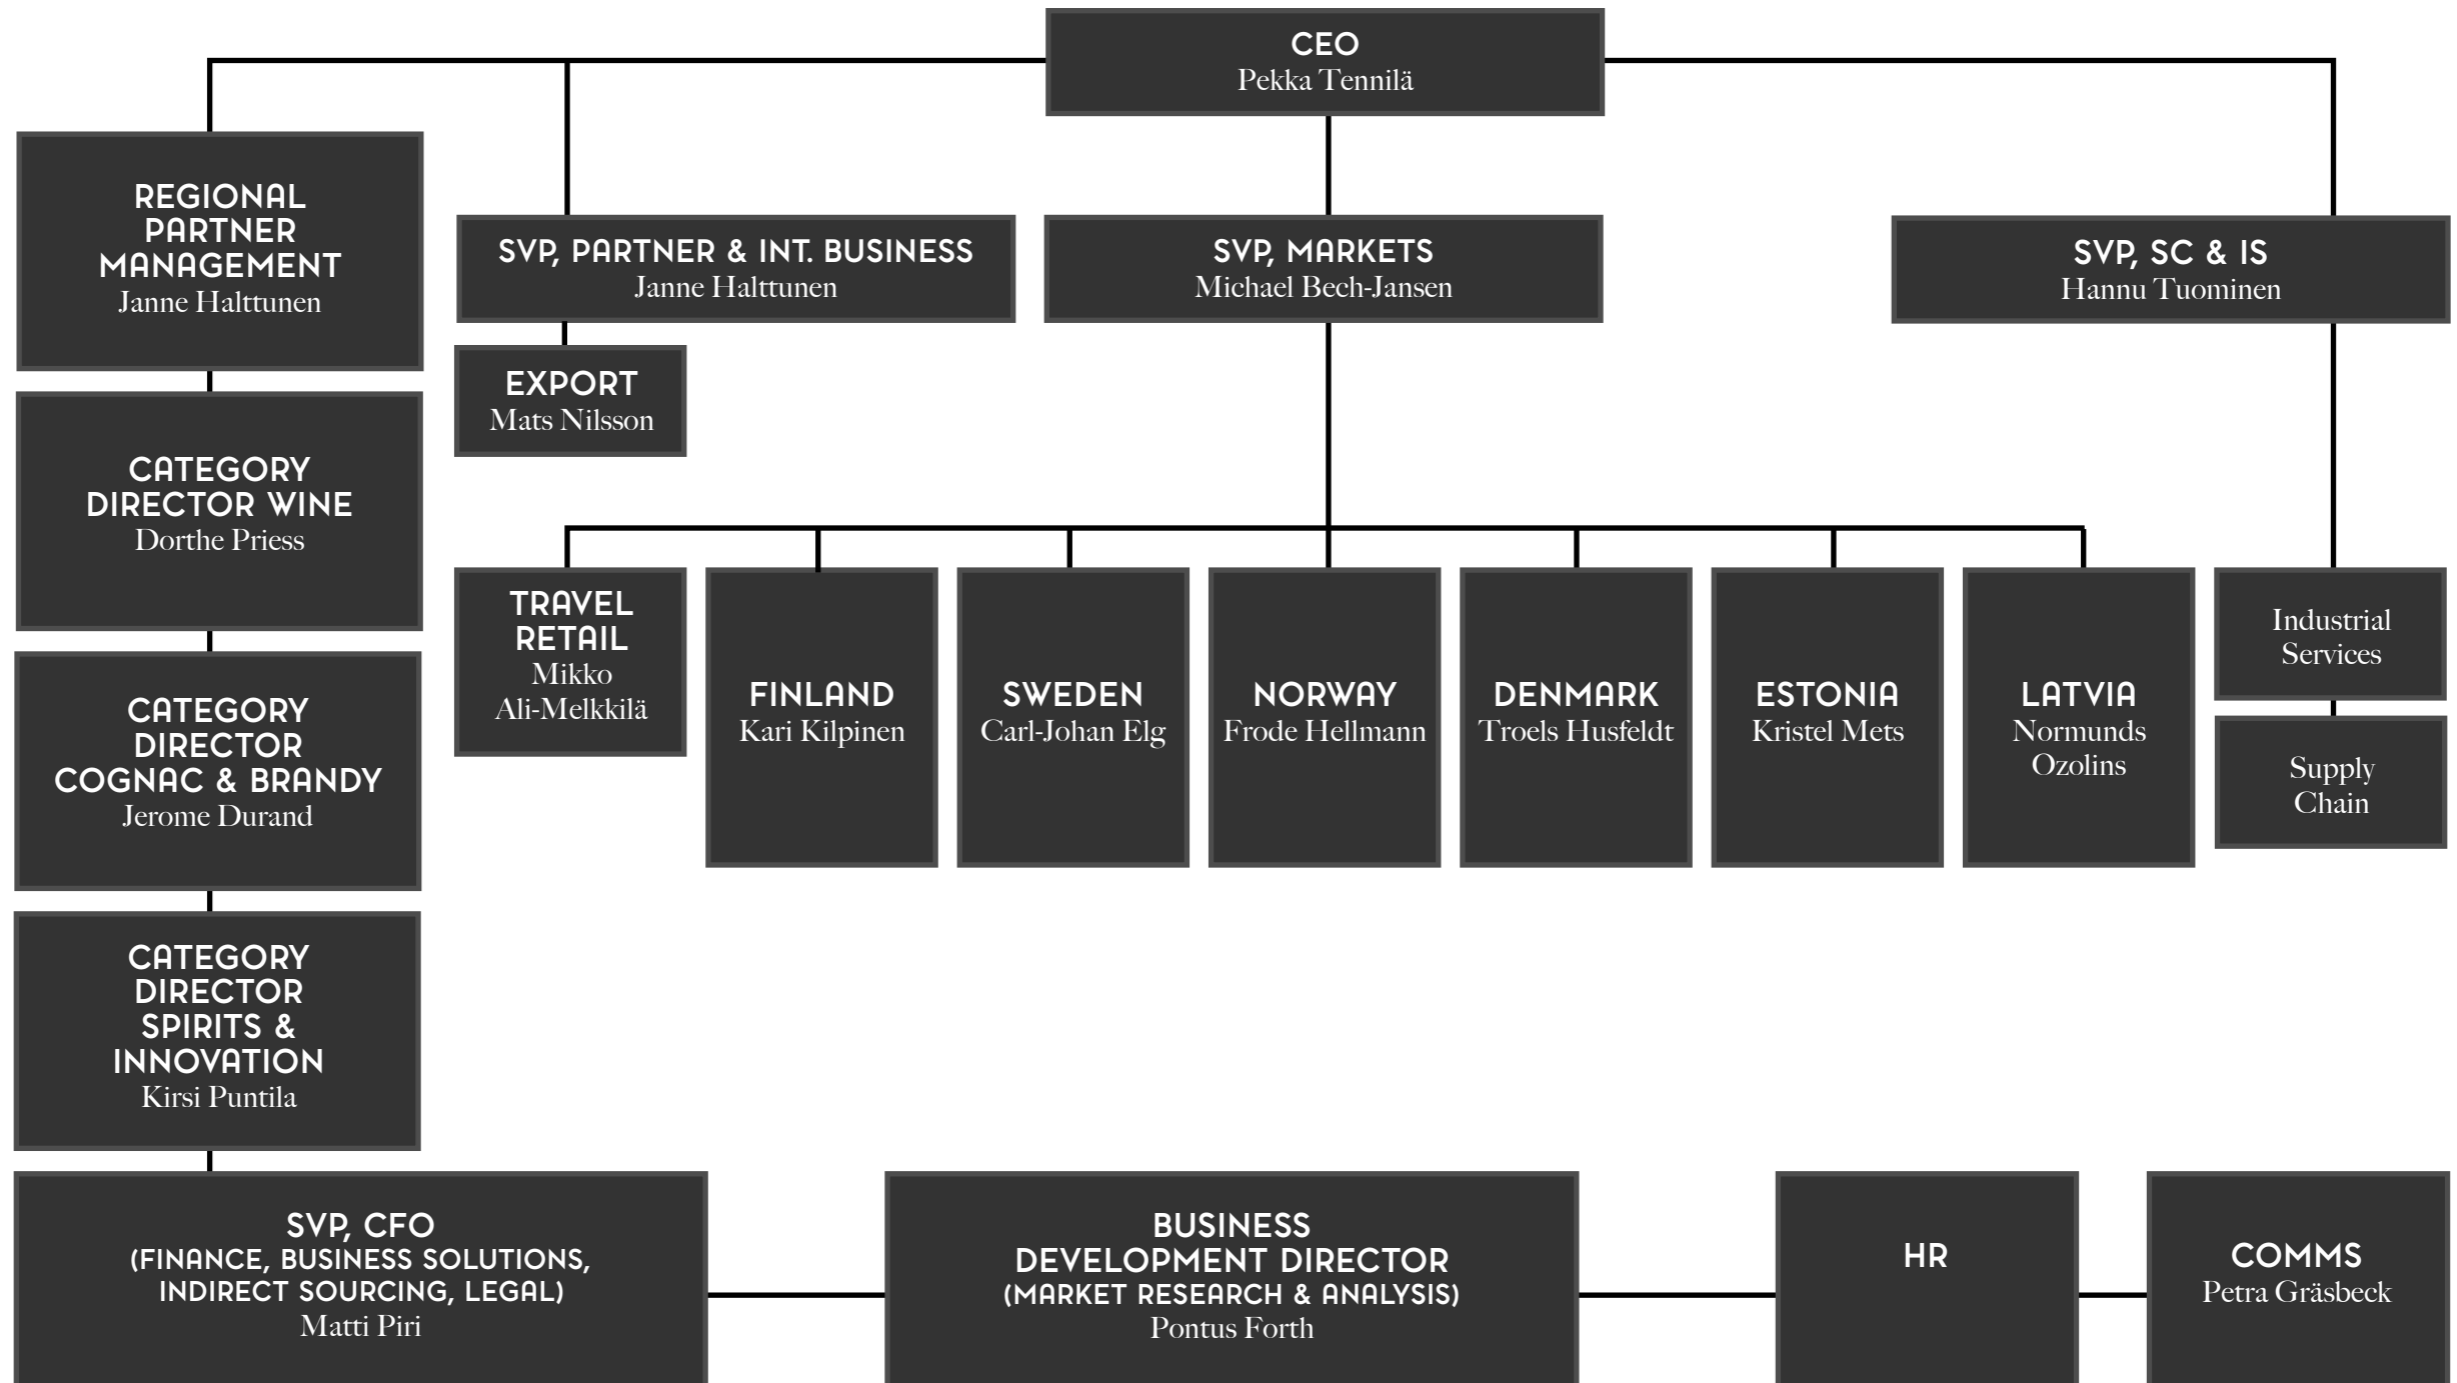 CEO
Pekka Tennilä
REGIONAL
PARTNER
MANAGEMENT
Janne Halttunen
SVP, PARTNER & INT. BUSINESS
Janne Halttunen
SVP, MARKETS
Michael Bech-Jansen
SVP, SC & IS
Hannu Tuominen
EXPORT
Mats Nilsson
CATEGORY
DIRECTOR WINE
Dorthe Priess
TRAVEL
RETAIL
Mikko
Ali-Melkkilä
FINLAND
Kari Kilpinen
SWEDEN
Carl-Johan Elg
NORWAY
Frode Hellmann
DENMARK
Troels Husfeldt
ESTONIA
Kristel Mets
LATVIA
Normunds
Ozolins
Industrial
Services
Supply
Chain
CATEGORY
DIRECTOR
COGNAC & BRANDY
Jerome Durand
CATEGORY
DIRECTOR
SPIRITS &
INNOVATION
Kirsi Puntila
SVP, CFO
(FINANCE, BUSINESS SOLUTIONS,
INDIRECT SOURCING, LEGAL)
Matti Piri
BUSINESS
DEVELOPMENT DIRECTOR
(MARKET RESEARCH & ANALYSIS)
Pontus Forth
HR
COMMS
Petra Gräsbeck